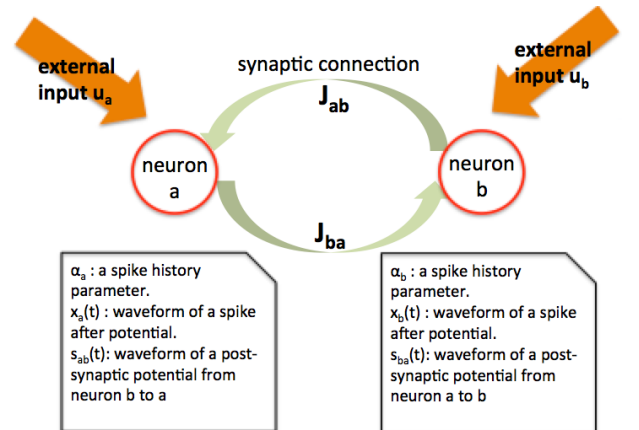 external
input uₐ
external
input u_b
synaptic connection
J_ab
neuron
a
neuron
b
J_ba
αₐ : a spike history
parameter.
xₐ(t) : waveform of a spike
after potential.
s_ab(t): waveform of a post-
synaptic potential from
neuron b to a
α_b : a spike history
parameter.
x_b(t) : waveform of a spike
after potential.
s_ba(t): waveform of a post-
synaptic potential from
neuron a to b